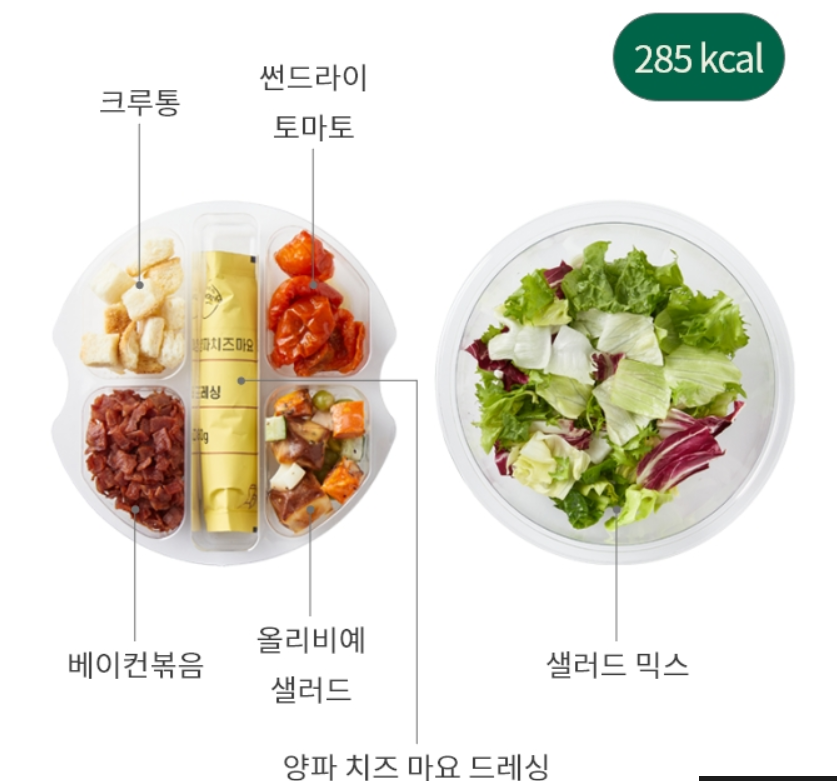 285 kcal
썬드라이
토마토
크루통
파치즈마요
드레싱
베이컨볶음
올리비예
샐러드
샐러드 믹스
양파 치즈 마요 드레싱